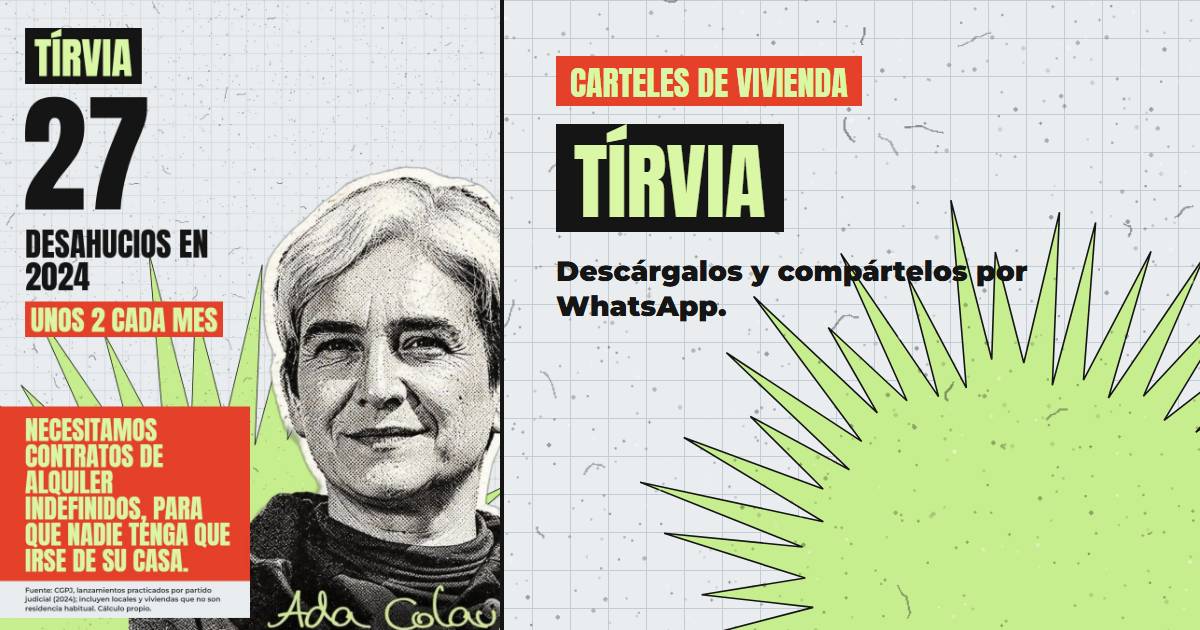 TÍRVIA
27
DESAHUCIOS EN
2024
UNOS 2 CADA MES
NECESITAMOS
CONTRATOS DE
ALQUILER
INDEFINIDOS, PARA
QUE NADIE TENGA QUE
IRSE DE SU CASA.
Fuente: CGPJ, lanzamientos practicados por partido
judicial (2024); incluyen locales y viviendas que no son
residencia habitual. Cálculo propio.
Ada Colau
CARTELES DE VIVIENDA
TÍRVIA
Descárgalos y compártelos por
WhatsApp.